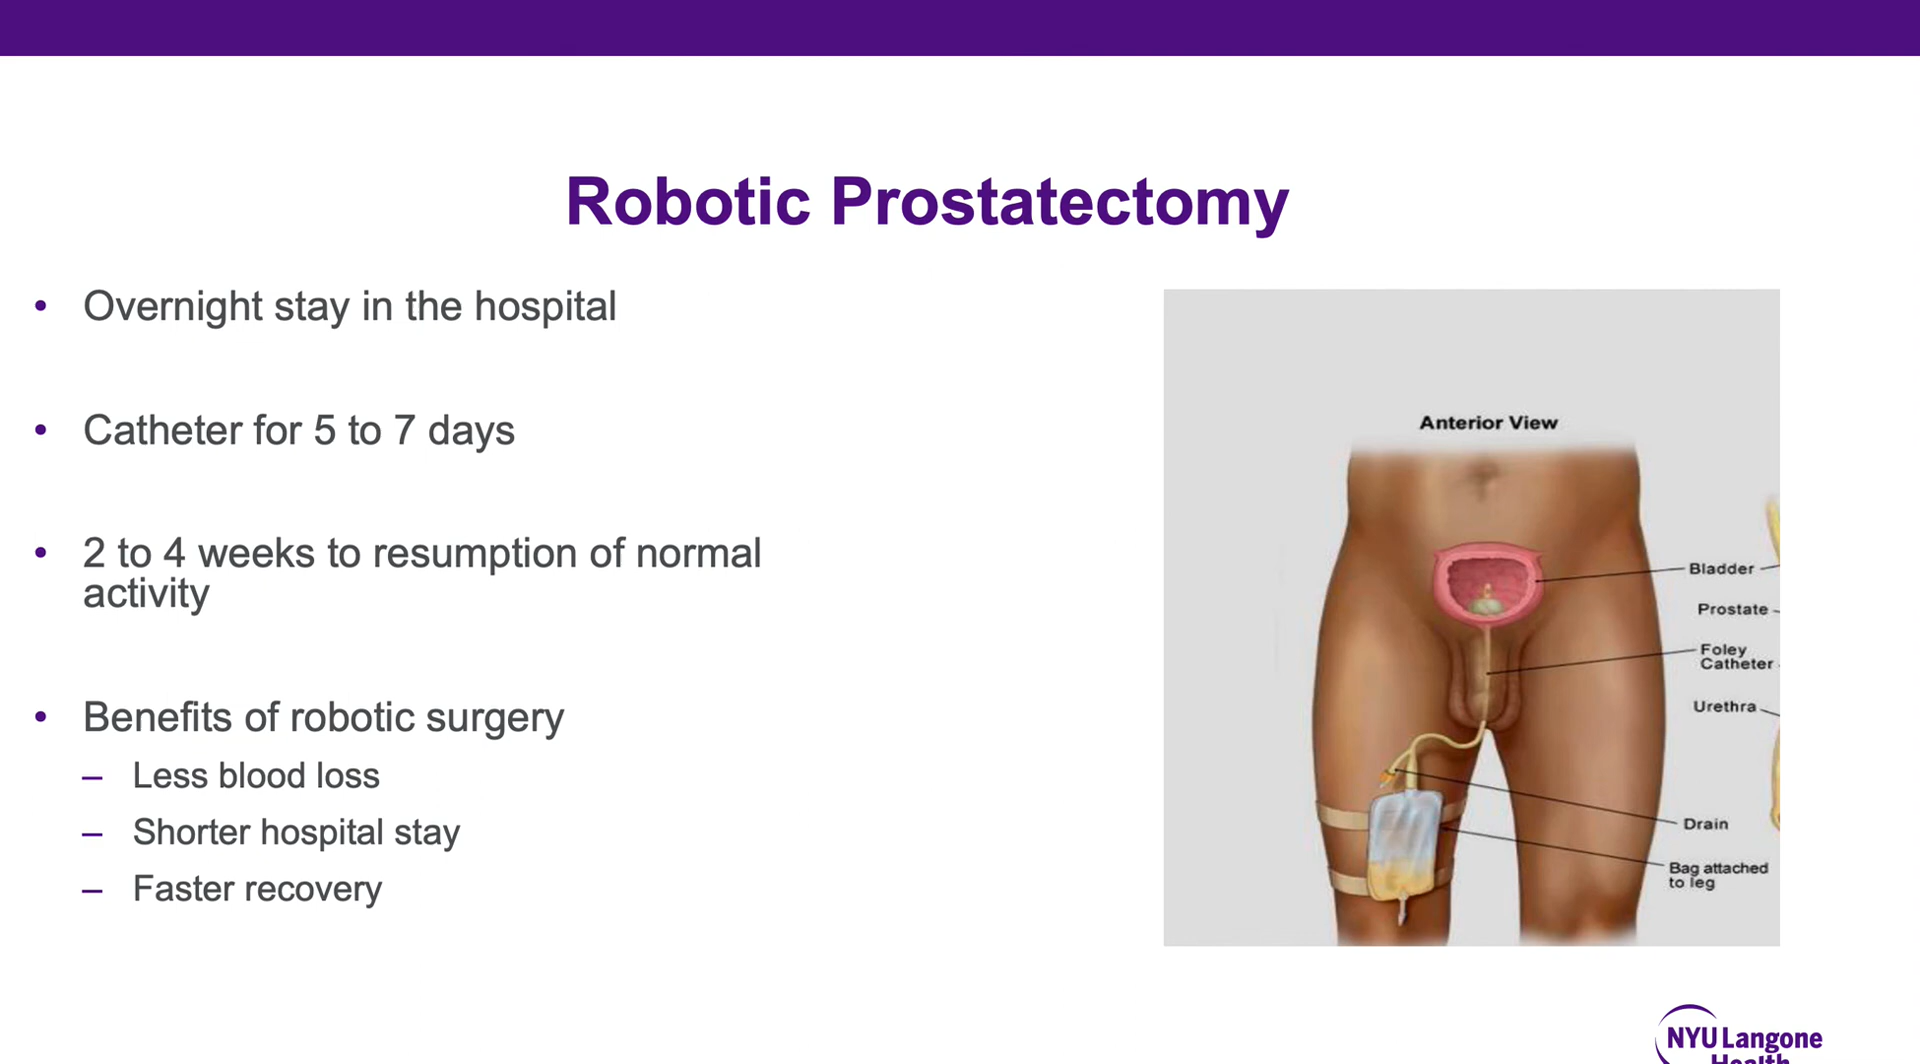 Robotic Prostatectomy
• Overnight stay in the hospital
• Catheter for 5 to 7 days
• 2 to 4 weeks to resumption of normal
activity
• Benefits of robotic surgery
– Less blood loss
– Shorter hospital stay
– Faster recovery
Anterior View
Bladder
Prostate
Foley
Catheter
Urethra
Drain
Bag attached
to leg
NYU Langone
Health